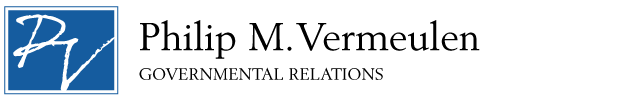 PV
Philip M. Vermeulen
GOVERNMENTAL RELATIONS